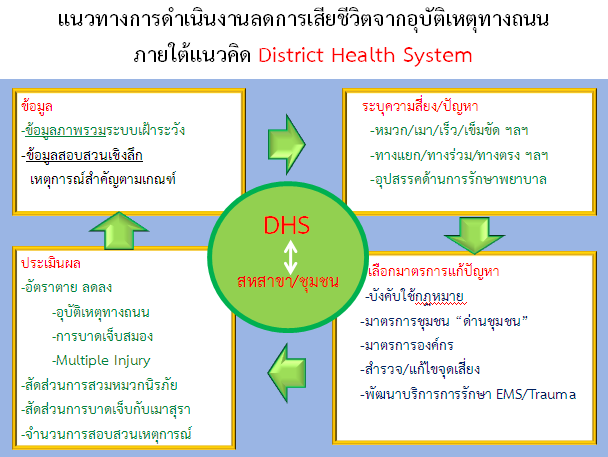 แนวทางการดำเนินงานลดการเสียชีวิตจากอุบัติเหตุทางถนน
ภายใต้แนวคิด District Health System
ข้อมูล
-ข้อมูลภาพรวมระบบเฝ้าระวัง
-ข้อมูลสอบสวนเชิงลึก
เหตุการณ์สำคัญตามเกณฑ์
ระบุความสี่ยง/ปัญหา
-หมวก/เมา/เร็ว/เข็มขัด ฯลฯ
-ทางแยก/ทางร่วม/ทางตรง ฯลฯ
-อุปสรรคด้านการรักษาพยาบาล
DHS
สหสาขา/ชุมชน
ประเมินผล
-อัตราตาย ลดลง
-อุบัติเหตุทางถนน
-การบาดเจ็บสมอง
-Multiple Injury
-สัดส่วนการสวมหมวกนิรภัย
-สัดส่วนการบาดเจ็บกับเมาสุรา
-จำนวนการสอบสวนเหตุการณ์
เลือกมาตรการแก้ปัญหา
-บังคับใช้กฎหมาย
-มาตรการชุมชน “ด่านชุมชน”
-มาตรการองค์กร
-สำรวจ/แก้ไขจุดเสี่ยง
-พัฒนาบริการการรักษา EMS/Trauma